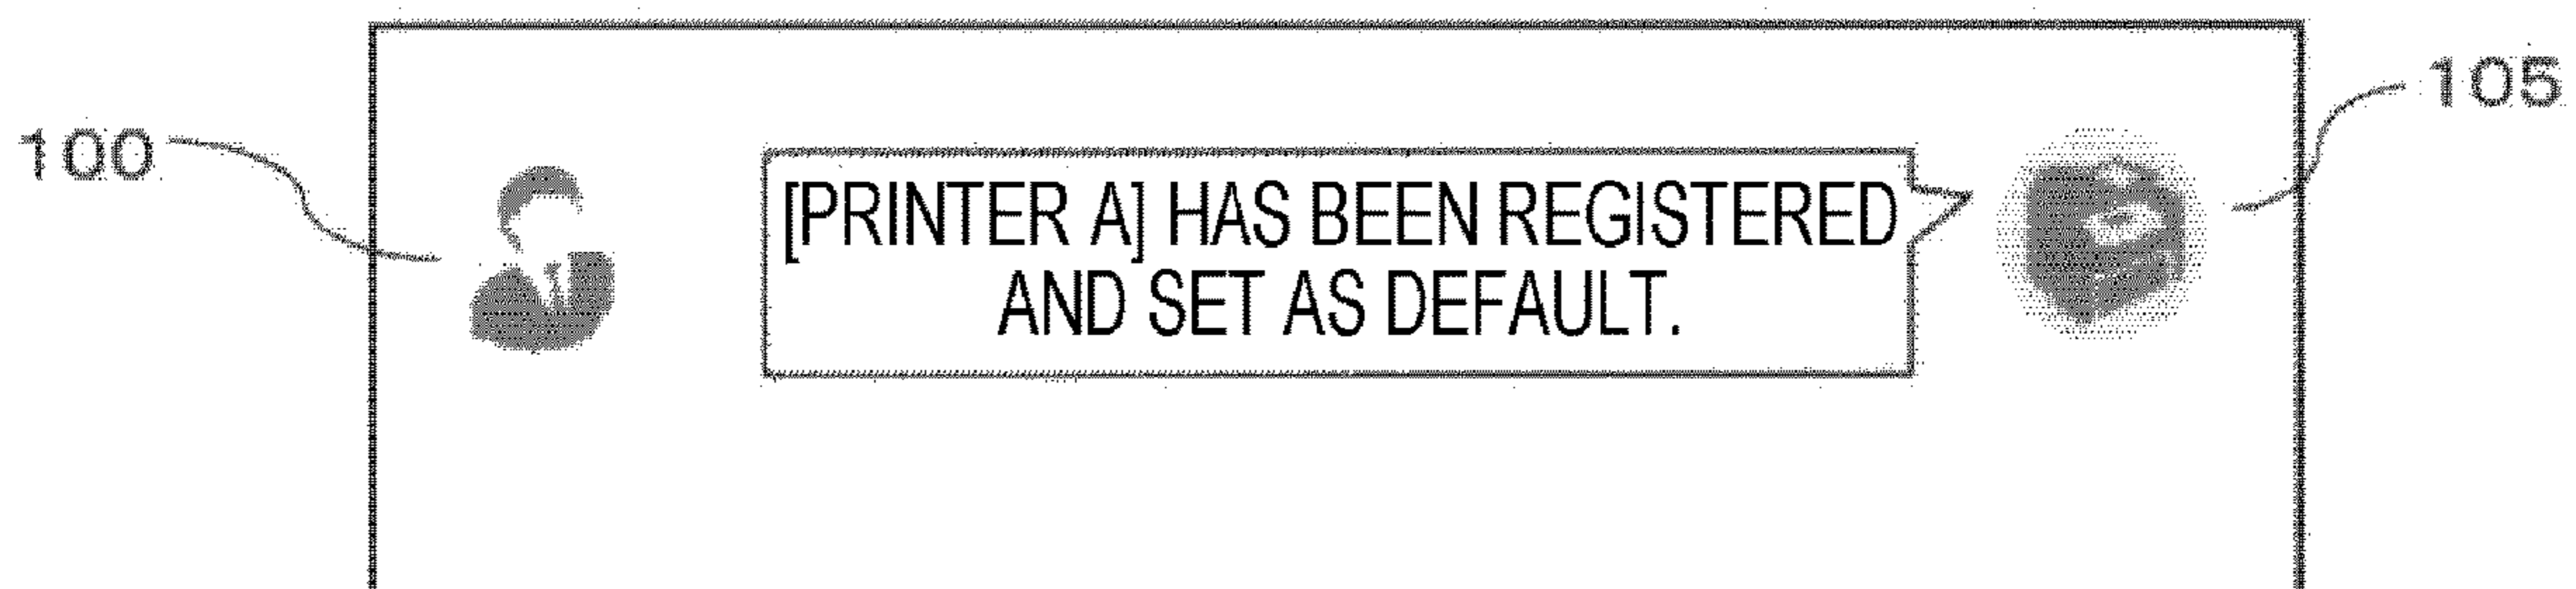 105
100
[PRINTER A] HAS BEEN REGISTERED
AND SET AS DEFAULT.